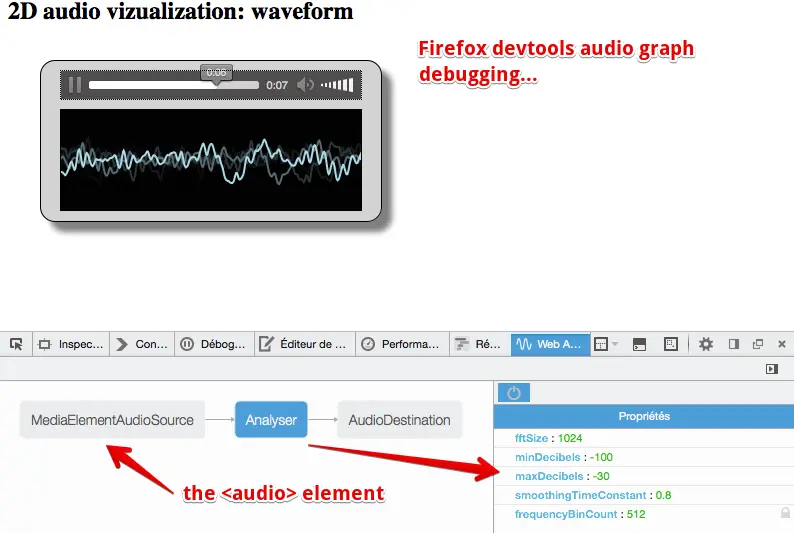 2D audio vizualization: waveform
Firefox devtools audio graph
debugging...
0:06
0:07
Inspec...
Con...
Débog...
Éditeur de ...
Performa...
Ré...
Web A...
MediaElementAudioSource
Analyser
AudioDestination
the <audio> element
Propriétés
fftSize : 1024
minDecibels : -100
maxDecibels : -30
smoothingTimeConstant : 0.8
frequencyBinCount : 512